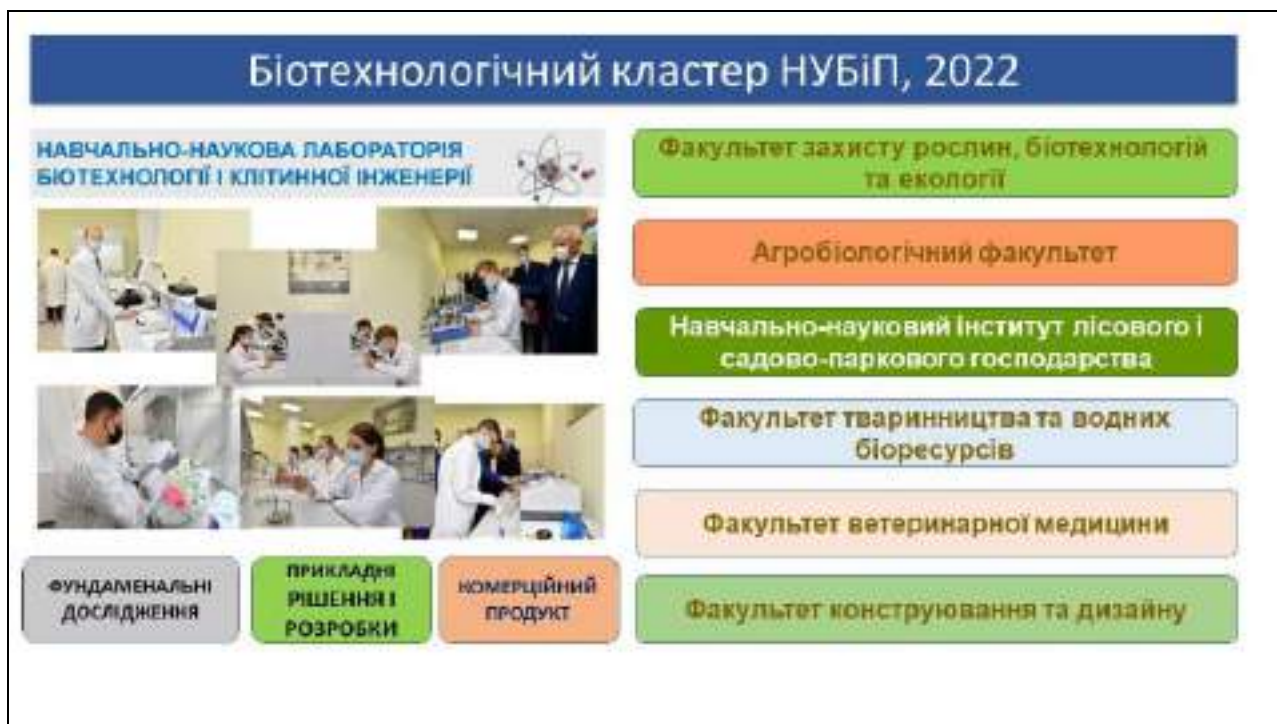 Біотехнологічний кластер НУБіП, 2022
НАВЧАЛЬНО-НАУКОВА ЛАБОРАТОРІЯ
БІОТЕХНОЛОГІЇ І КЛІТИННОЇ ІНЖЕНЕРІЇ
ФУНДАМЕНАЛЬНІ
ДОСЛІДЖЕННЯ
ПРИКЛАДНІ
РІШЕННЯ І
РОЗРОБКИ
КОМЕРЦІЙНИЙ
ПРОДУКТ
Факультет захисту рослин, біотехнологій
та екології
Агробіологічний факультет
Навчально-науковий інститут лісового і
садово-паркового господарства
Факультет тваринництва та водних
біоресурсів
Факультет ветеринарної медицини
Факультет конструювання та дизайну